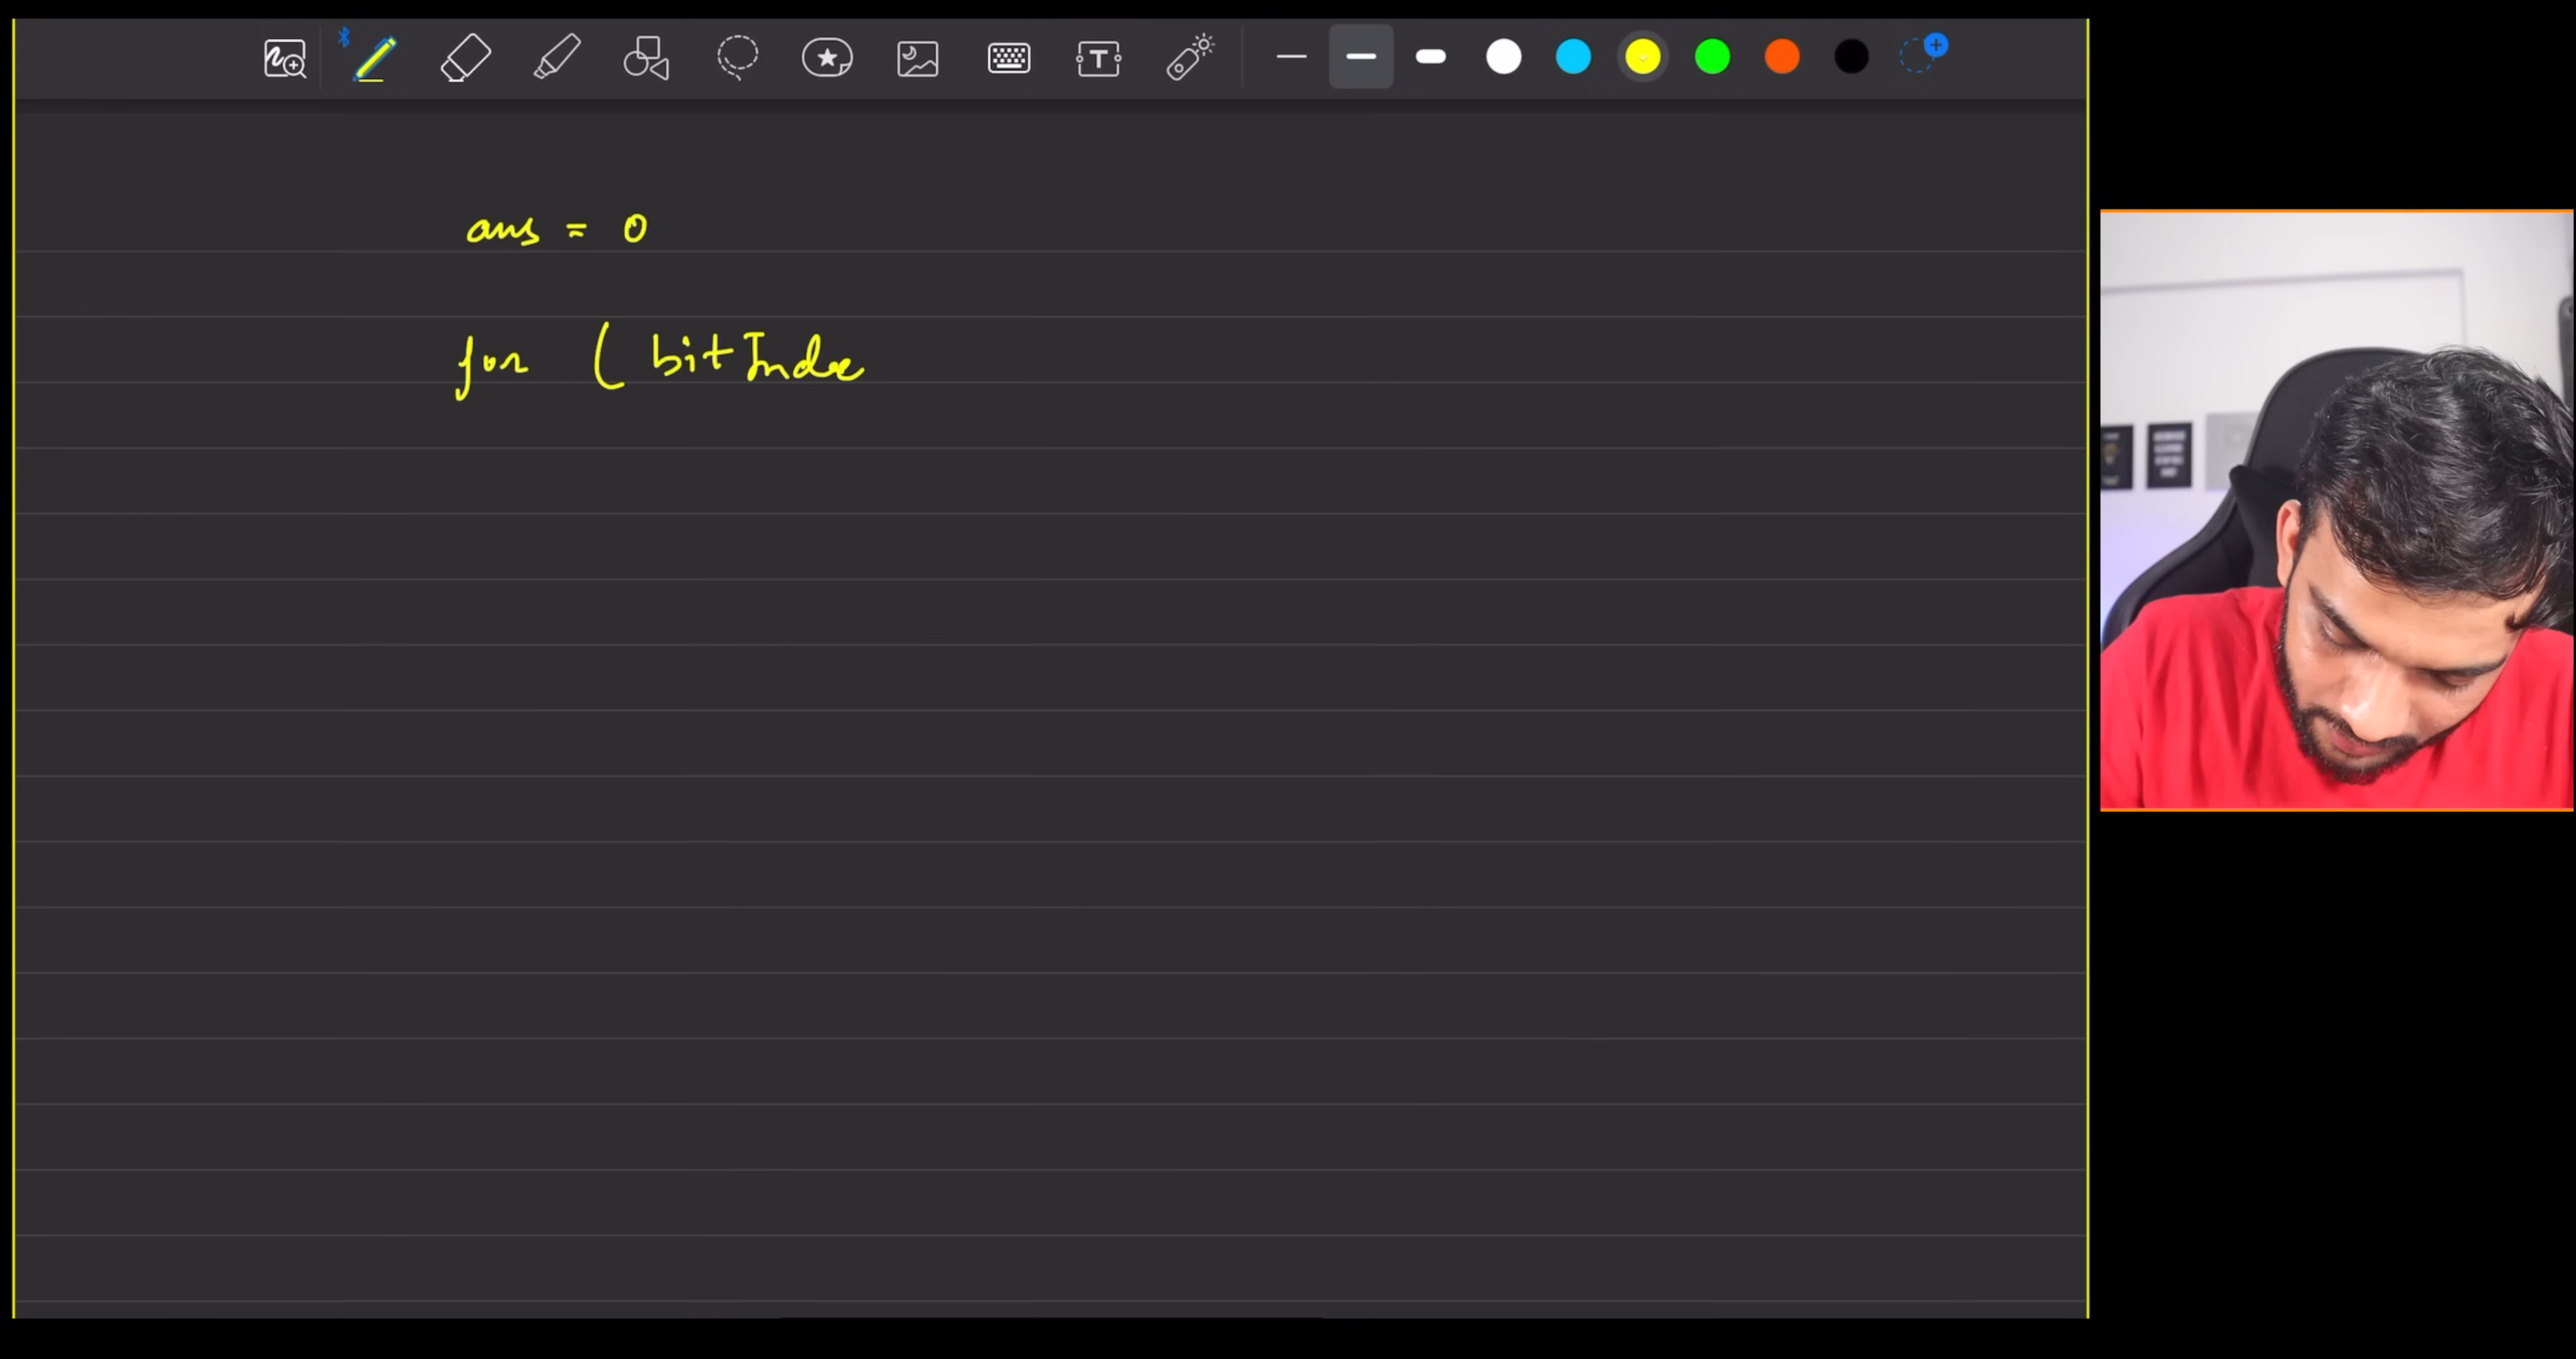 ans = 0
for ( bitInde